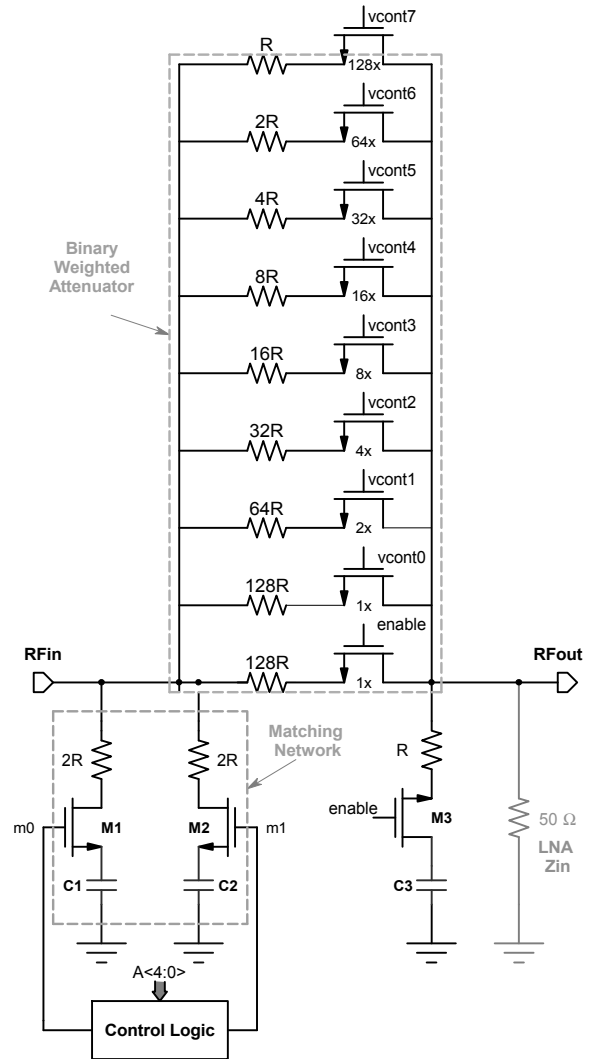 vcont7
R
128x
vcont6
2R
64x
vcont5
4R
32x
Binary
Weighted
Attenuator
vcont4
8R
16x
vcont3
16R
8x
vcont2
32R
4x
vcont1
64R
2x
vcont0
128R
1x
enable
RFin
128R
1x
RFout
Matching
Network
2R
2R
R
m0
M1
M2
m1
enable
M3
50 Ω
LNA
Zin
C1
C2
C3
A<4:0>
Control Logic